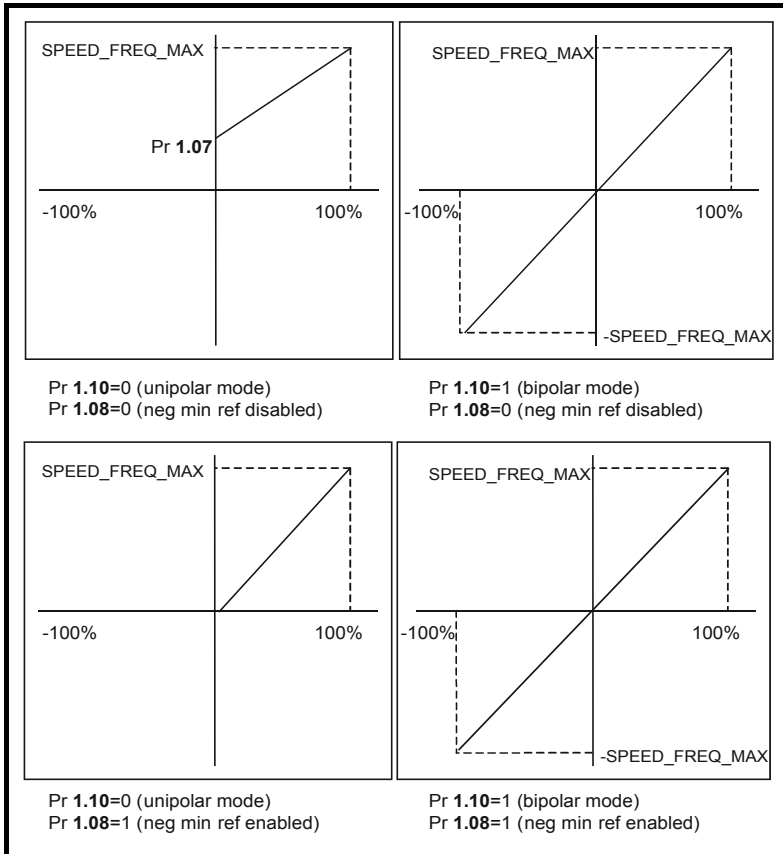 SPEED_FREQ_MAX
Pr 1.07
-100%
100%
Pr 1.10=0 (unipolar mode)
Pr 1.08=0 (neg min ref disabled)
SPEED_FREQ_MAX
-100%
100%
-SPEED_FREQ_MAX
Pr 1.10=1 (bipolar mode)
Pr 1.08=0 (neg min ref disabled)
SPEED_FREQ_MAX
-100%
100%
Pr 1.10=0 (unipolar mode)
Pr 1.08=1 (neg min ref enabled)
SPEED_FREQ_MAX
-100%
100%
-SPEED_FREQ_MAX
Pr 1.10=1 (bipolar mode)
Pr 1.08=1 (neg min ref enabled)